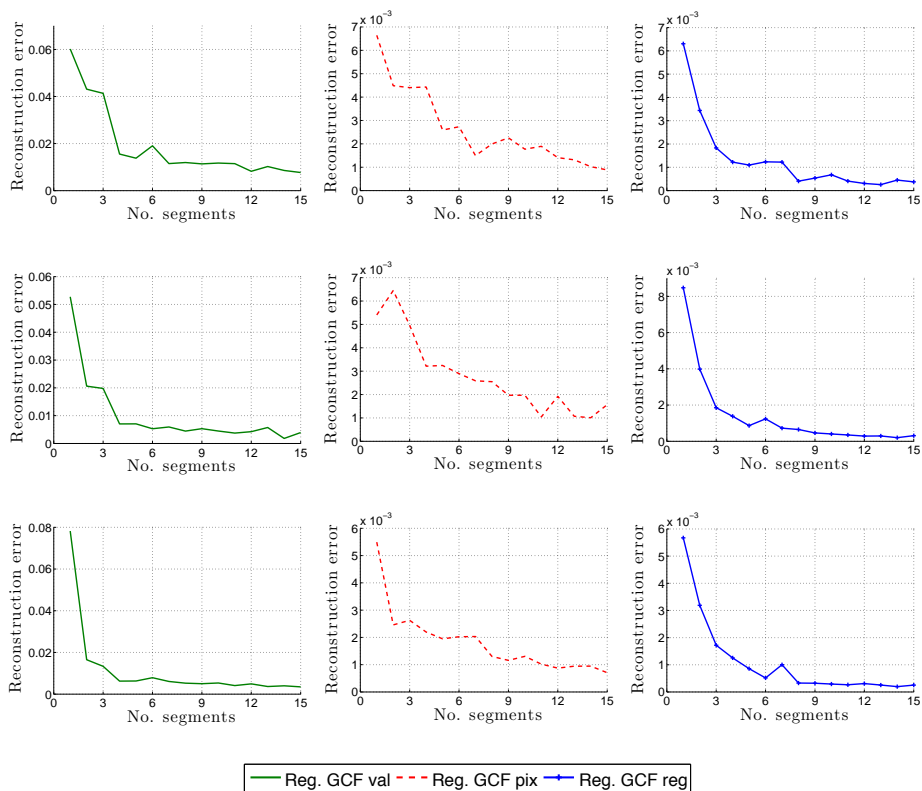 x 10⁻³ x 10⁻³
Reconstruction error
0.06
0.04
0.02
0
0 3 6 9 12 15
No. segments
Reconstruction error
7
6
5
4
3
2
1
0
0 3 6 9 12 15
No. segments
Reconstruction error
7
6
5
4
3
2
1
0
0 3 6 9 12 15
No. segments
x 10⁻³ x 10⁻³
Reconstruction error
0.06
0.05
0.04
0.03
0.02
0.01
0
0 3 6 9 12 15
No. segments
Reconstruction error
7
6
5
4
3
2
1
0
0 3 6 9 12 15
No. segments
Reconstruction error
8
6
4
2
0
0 3 6 9 12 15
No. segments
x 10⁻³ x 10⁻³
Reconstruction error
0.08
0.06
0.04
0.02
0
0 3 6 9 12 15
No. segments
Reconstruction error
6
5
4
3
2
1
0
0 3 6 9 12 15
No. segments
Reconstruction error
6
5
4
3
2
1
0
0 3 6 9 12 15
No. segments
Reg. GCF val Reg. GCF pix Reg. GCF reg